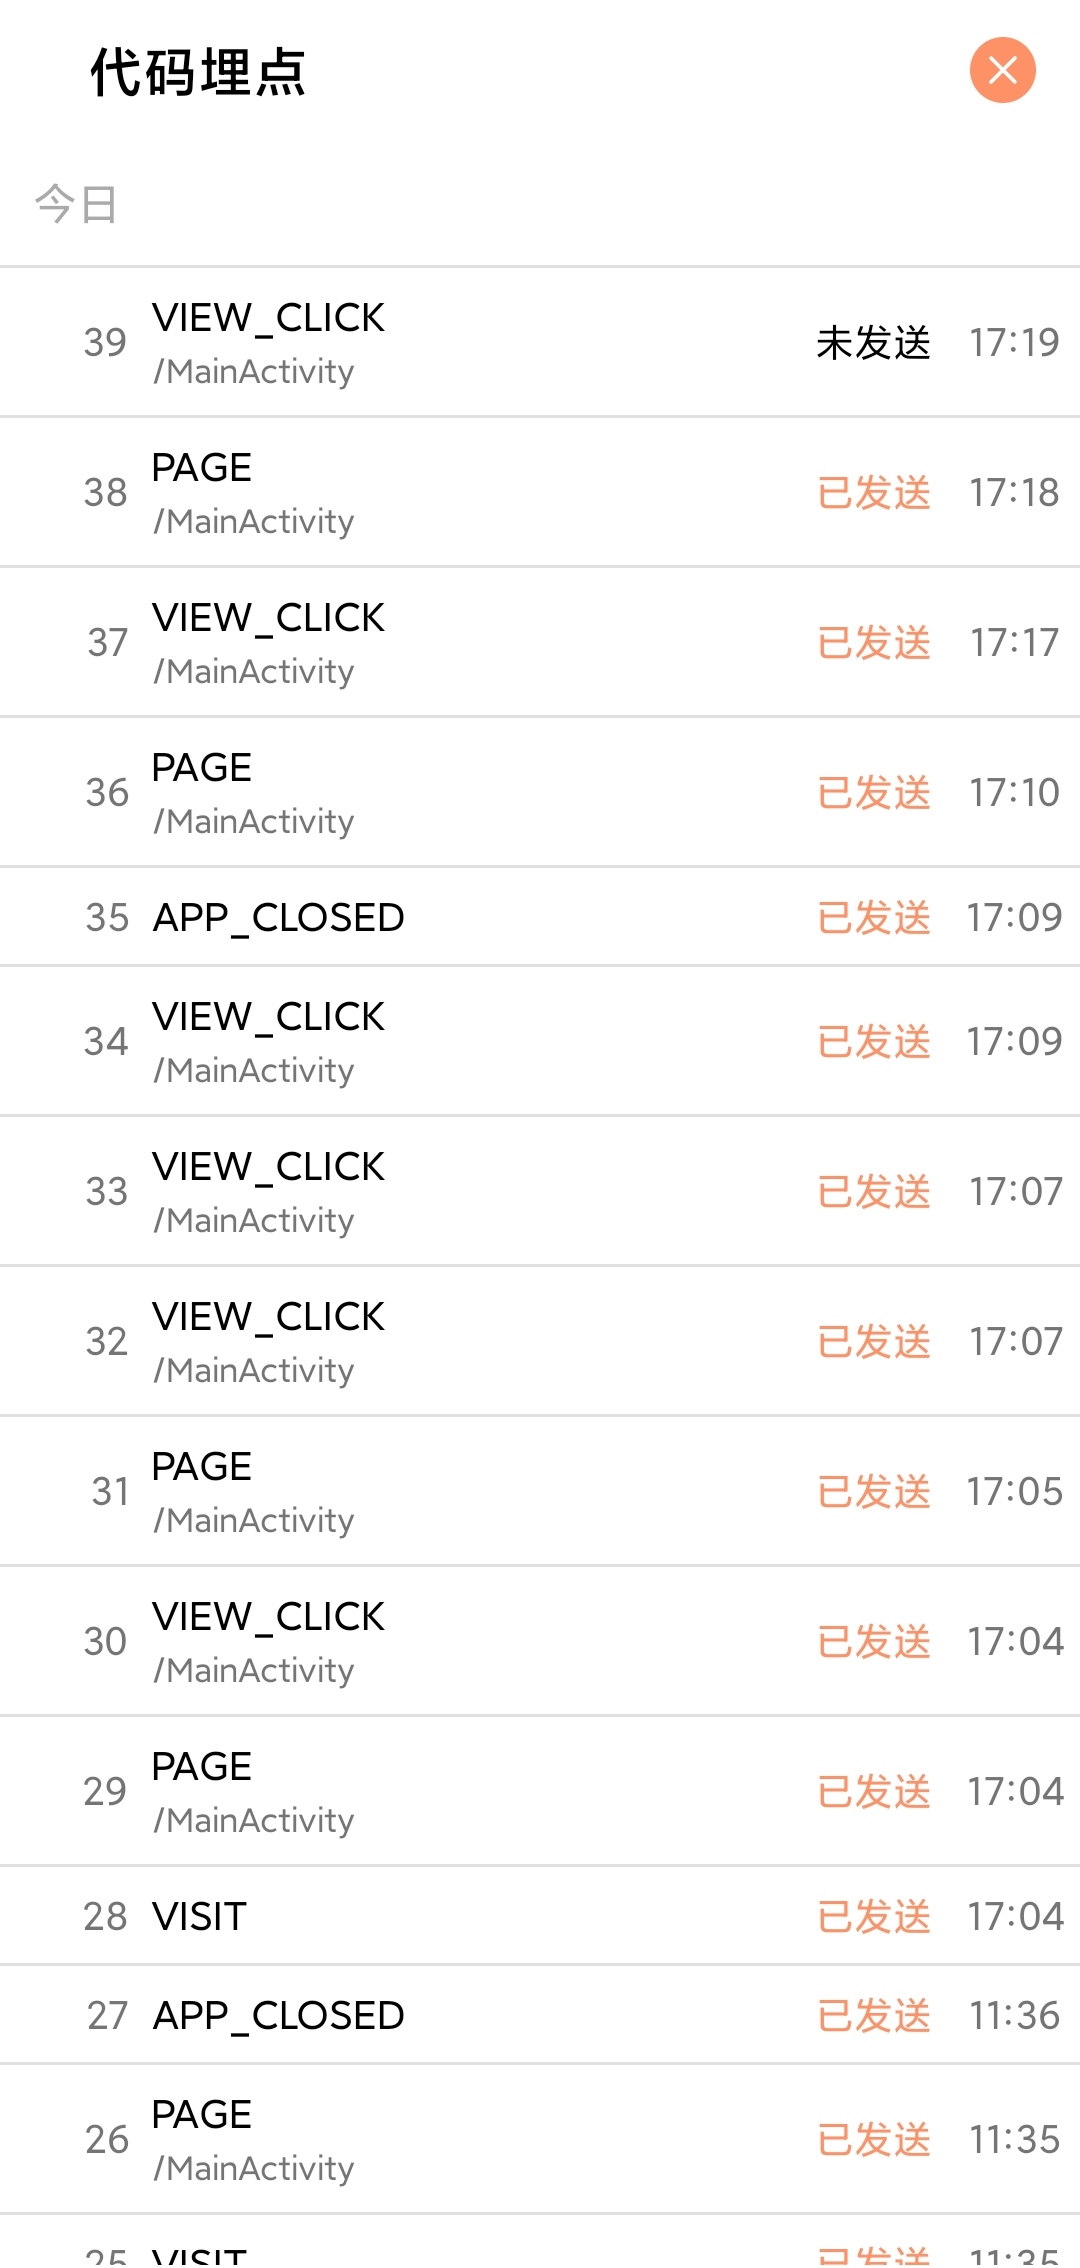 代码埋点
今日
39 VIEW_CLICK 未发送 17:19
/MainActivity
38 PAGE 已发送 17:18
/MainActivity
37 VIEW_CLICK 已发送 17:17
/MainActivity
36 PAGE 已发送 17:10
/MainActivity
35 APP_CLOSED 已发送 17:09
34 VIEW_CLICK 已发送 17:09
/MainActivity
33 VIEW_CLICK 已发送 17:07
/MainActivity
32 VIEW_CLICK 已发送 17:07
/MainActivity
31 PAGE 已发送 17:05
/MainActivity
30 VIEW_CLICK 已发送 17:04
/MainActivity
29 PAGE 已发送 17:04
/MainActivity
28 VISIT 已发送 17:04
27 APP_CLOSED 已发送 11:36
26 PAGE 已发送 11:35
/MainActivity
25 VISIT 已发送 11:35